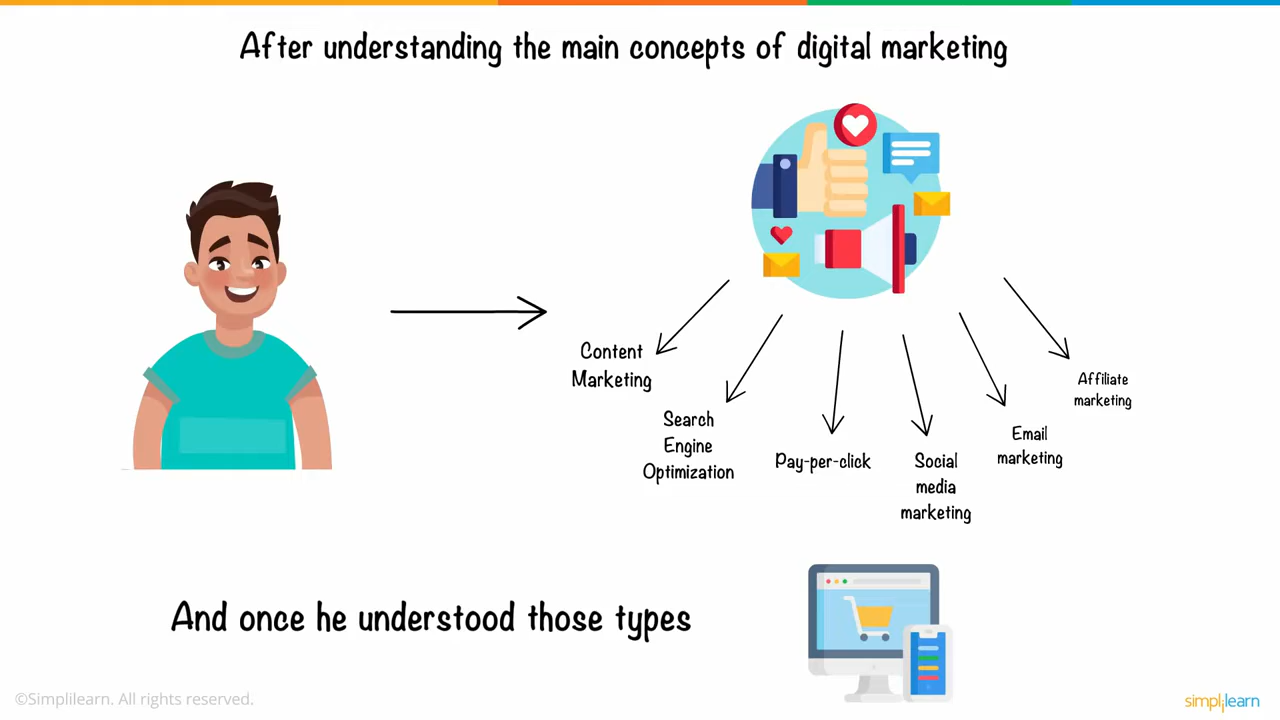 After understanding the main concepts of digital marketing
Content
Marketing
Search
Engine
Optimization
Pay-per-click
Social
media
marketing
Email
marketing
Affiliate
marketing
And once he understood those types
©Simplilearn. All rights reserved.
simplilearn